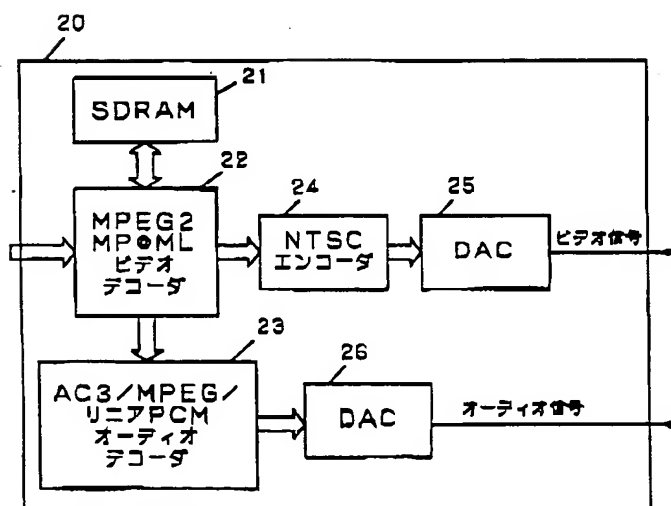 20
21
SDRAM
22
MPEG2
MP@ML
ビデオ
デコーダ
24
NTSC
エンコーダ
25
DAC
ビデオ信号
23
AC3/MPEG/
リニアPCM
オーディオ
デコーダ
26
DAC
オーディオ信号